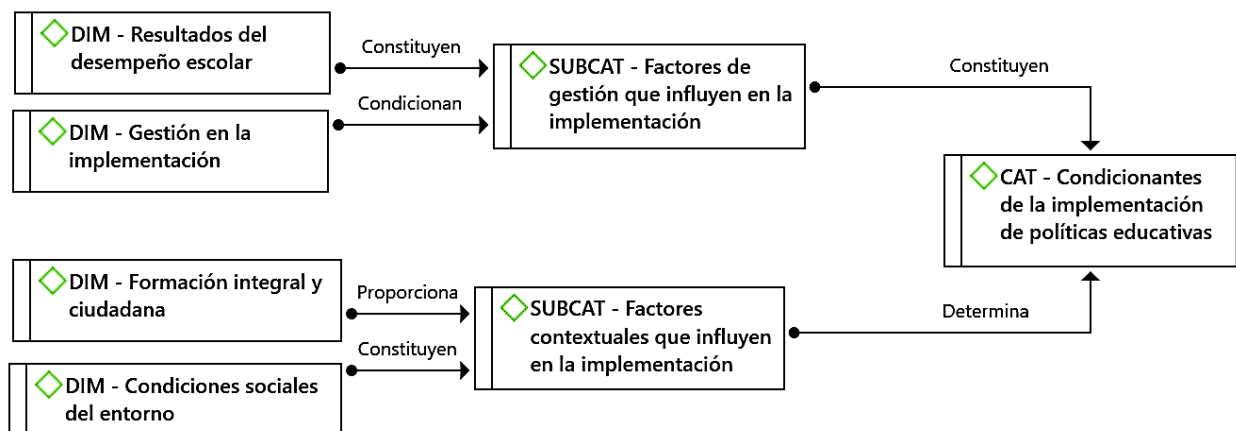 DIM - Resultados del
desempeño escolar
Constituyen
DIM - Gestión en la
implementación
Condicionan
SUBCAT - Factores de
gestión que influyen en la
implementación
Constituyen
CAT - Condicionantes
de la implementación
de políticas educativas
DIM - Formación integral y
ciudadana
Proporciona
DIM - Condiciones sociales
del entorno
Constituyen
SUBCAT - Factores
contextuales que influyen
en la implementación
Determina